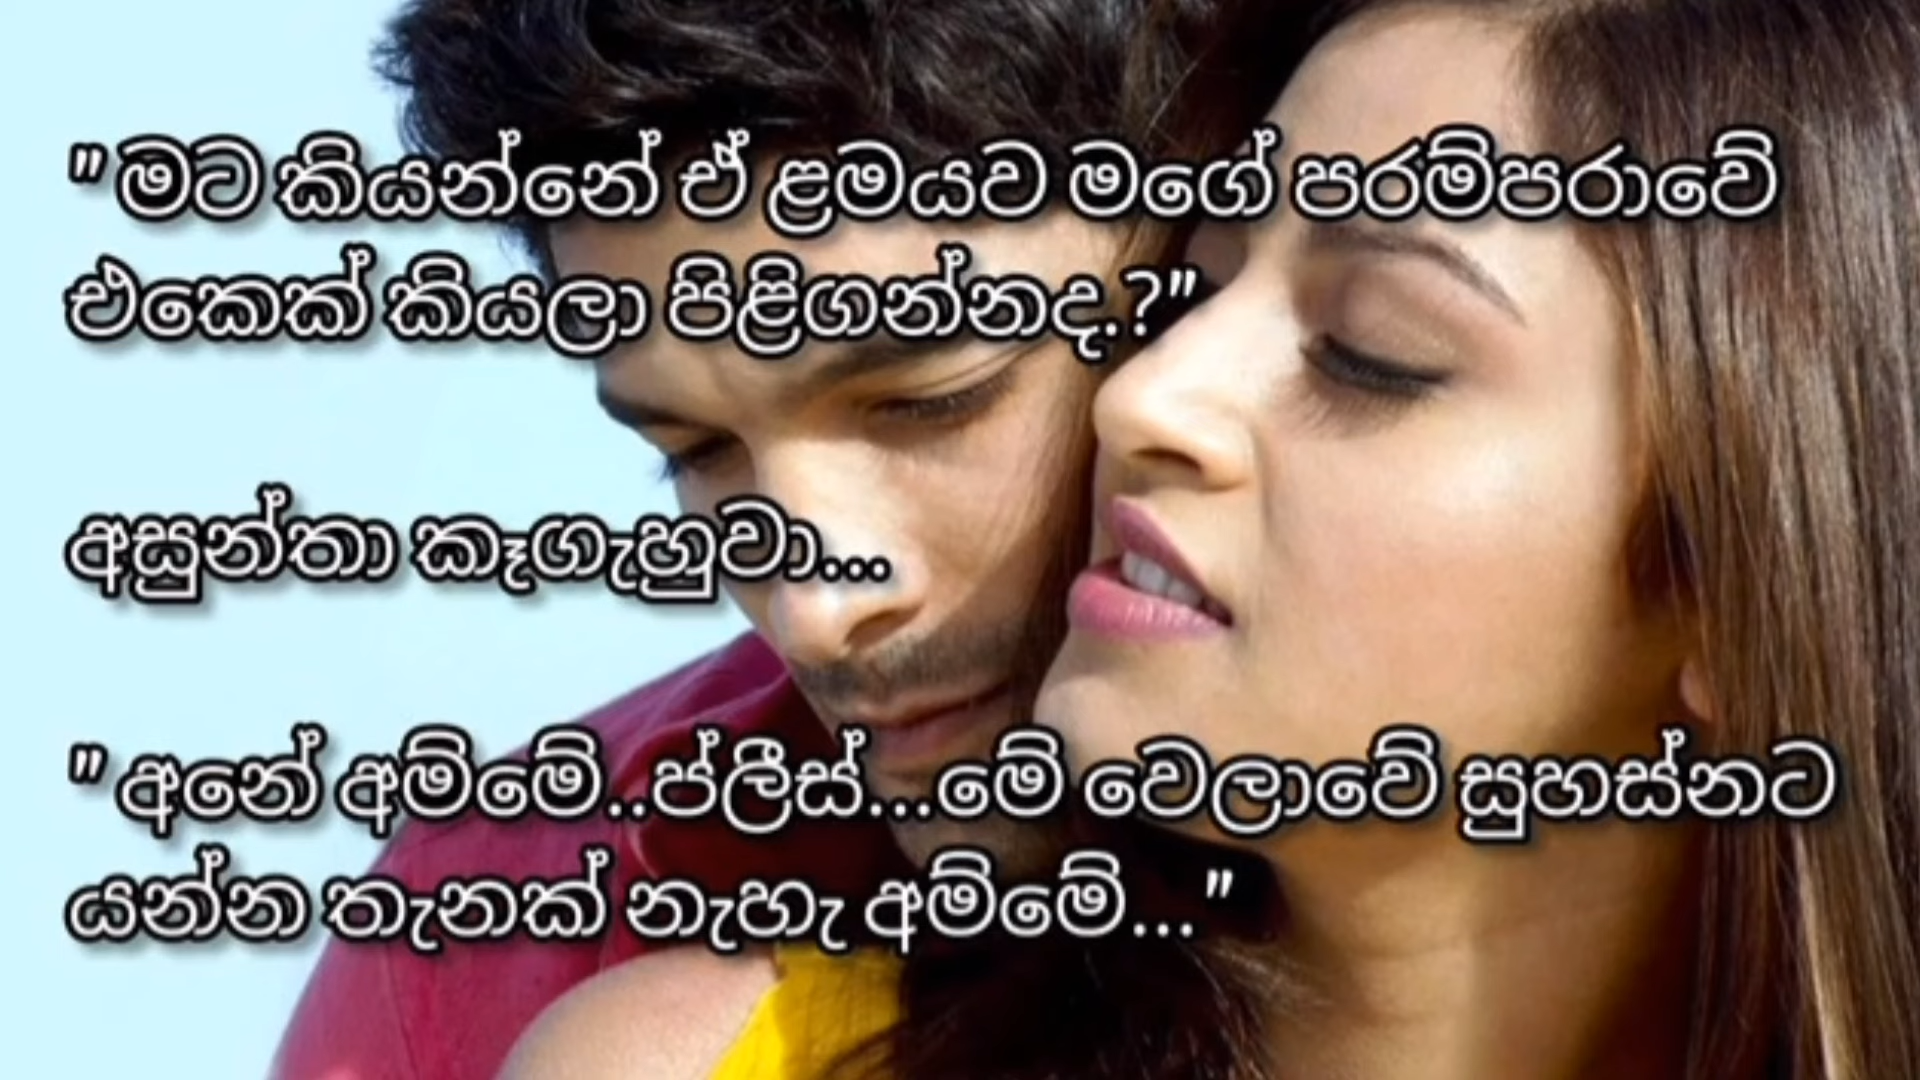 "මට කියන්නේ ඒ ළමයව මගේ පරම්පරාවේ
එකෙක් කියලා පිළිගන්නද.?"
අසුන්තා කෑගැහුවා...
"අනේ අම්මේ..ප්ලීස්...මේ වෙලාවේ සුහස්නට
යන්න තැනක් නැහැ අම්මේ..."